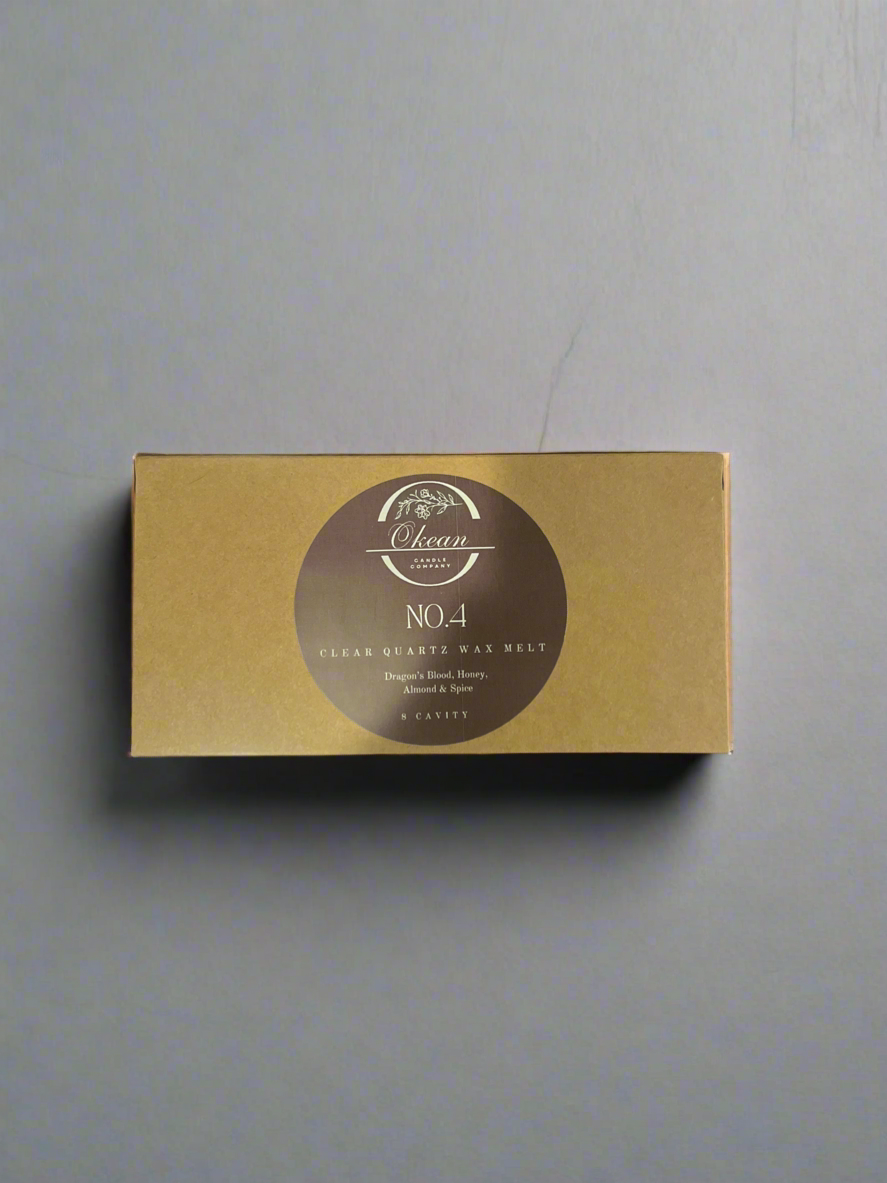 Okean
CANDLE
COMPANY
NO.4
CLEAR QUARTZ WAX MELT
Dragon's Blood, Honey,
Almond & Spice
8 CAVITY